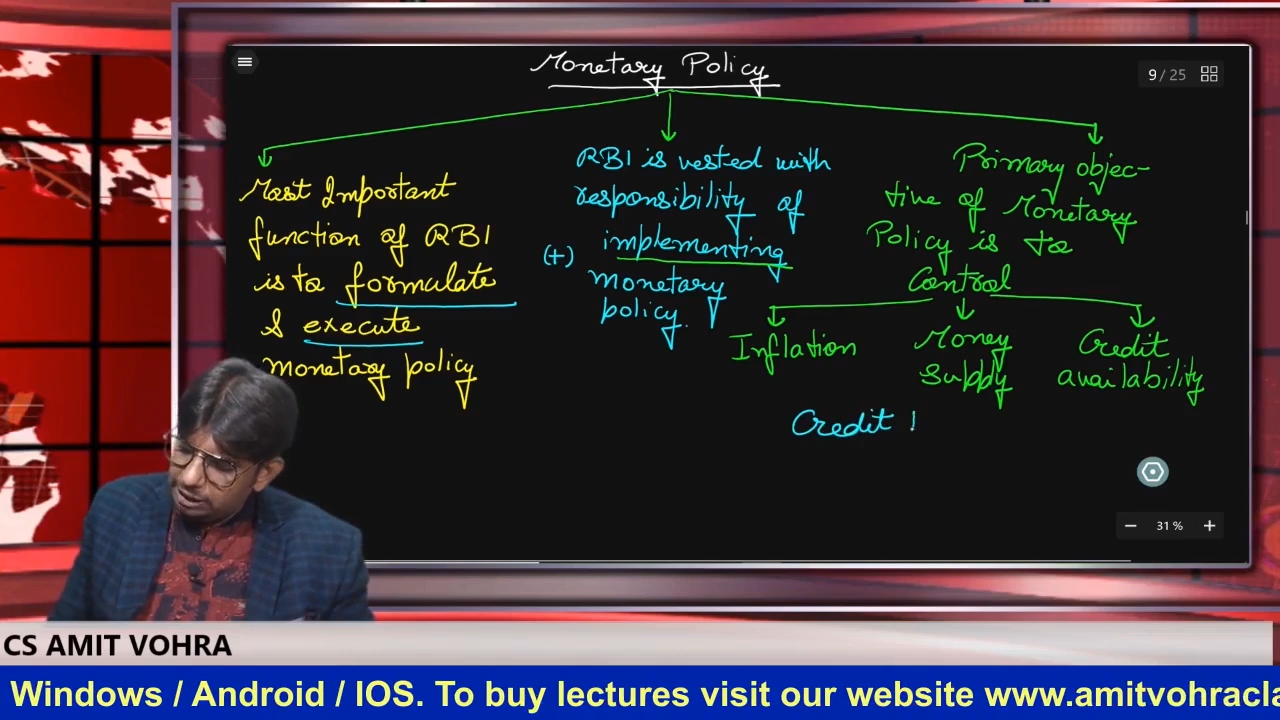 Monetary Policy
9 / 25
Most Important
function of RBI
is to formulate
& execute
monetary policy
RBI is vested with
responsibility of
(+) implementing
monetary
policy.
Primary objec-
tive of Monetary
Policy is to
Control
Inflation
Money
supply
Credit
availability
Credit
31 %
CS AMIT VOHRA
Windows / Android / IOS. To buy lectures visit our website www.amitvohracla